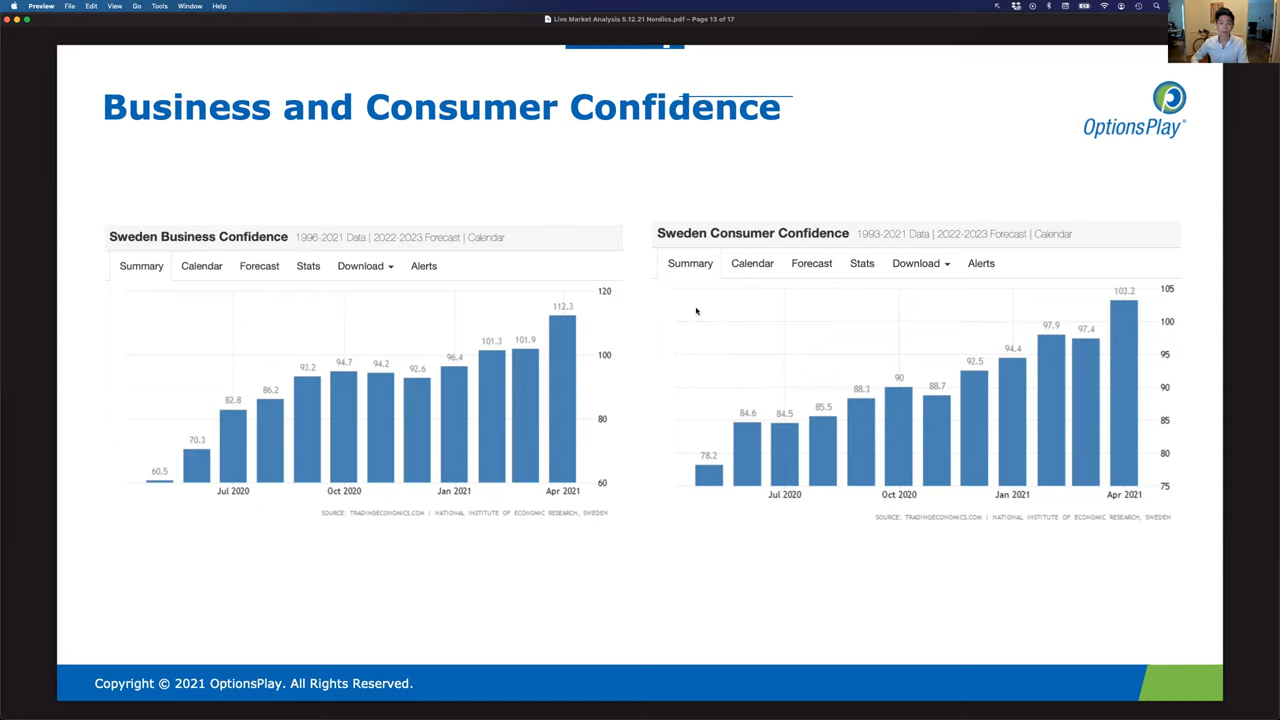 Preview File Edit View Go Tools Window Help
Live Market Analysis 5.12.21 Nordics.pdf – Page 13 of 17
Business and Consumer Confidence
OptionsPlay
Sweden Business Confidence 1996-2021 Data | 2022-2023 Forecast | Calendar
Summary Calendar Forecast Stats Download Alerts
120
112.3
101.3 101.9
100
93.2 94.7 94.2 92.6 96.4
82.8 86.2
80
70.3
60.5
60
Jul 2020 Oct 2020 Jan 2021 Apr 2021
SOURCE: TRADINGECONOMICS.COM | NATIONAL INSTITUTE OF ECONOMIC RESEARCH, SWEDEN
Sweden Consumer Confidence 1993-2021 Data | 2022-2023 Forecast | Calendar
Summary Calendar Forecast Stats Download Alerts
105
103.2
100
97.9 97.4
95
92.5 94.4
90
88.3 90 88.7
85
84.6 84.5 85.5
80
78.2
75
Jul 2020 Oct 2020 Jan 2021 Apr 2021
SOURCE: TRADINGECONOMICS.COM | NATIONAL INSTITUTE OF ECONOMIC RESEARCH, SWEDEN
Copyright © 2021 OptionsPlay. All Rights Reserved.